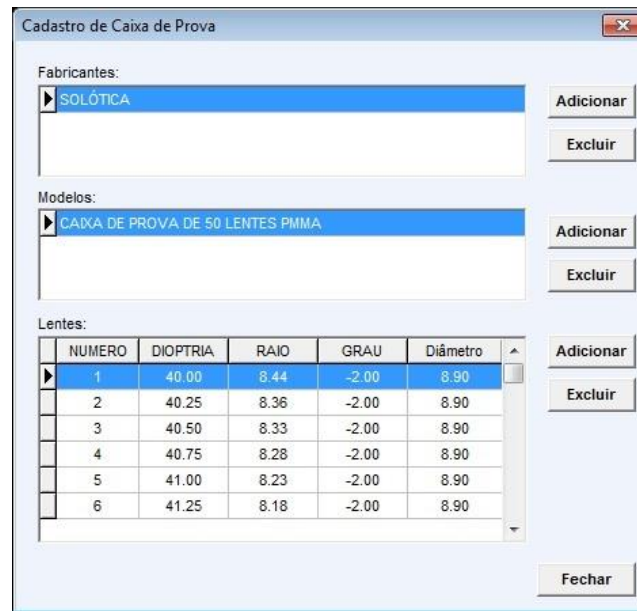 Cadastro de Caixa de Prova
Fabricantes:
SOLÓTICA
Adicionar
Excluir
Modelos:
CAIXA DE PROVA DE 50 LENTES PMMA
Adicionar
Excluir
Lentes:
NUMERO DIOPTRIA RAIO GRAU Diâmetro
1 40.00 8.44 -2.00 8.90
2 40.25 8.36 -2.00 8.90
3 40.50 8.33 -2.00 8.90
4 40.75 8.28 -2.00 8.90
5 41.00 8.23 -2.00 8.90
6 41.25 8.18 -2.00 8.90
Adicionar
Excluir
Fechar